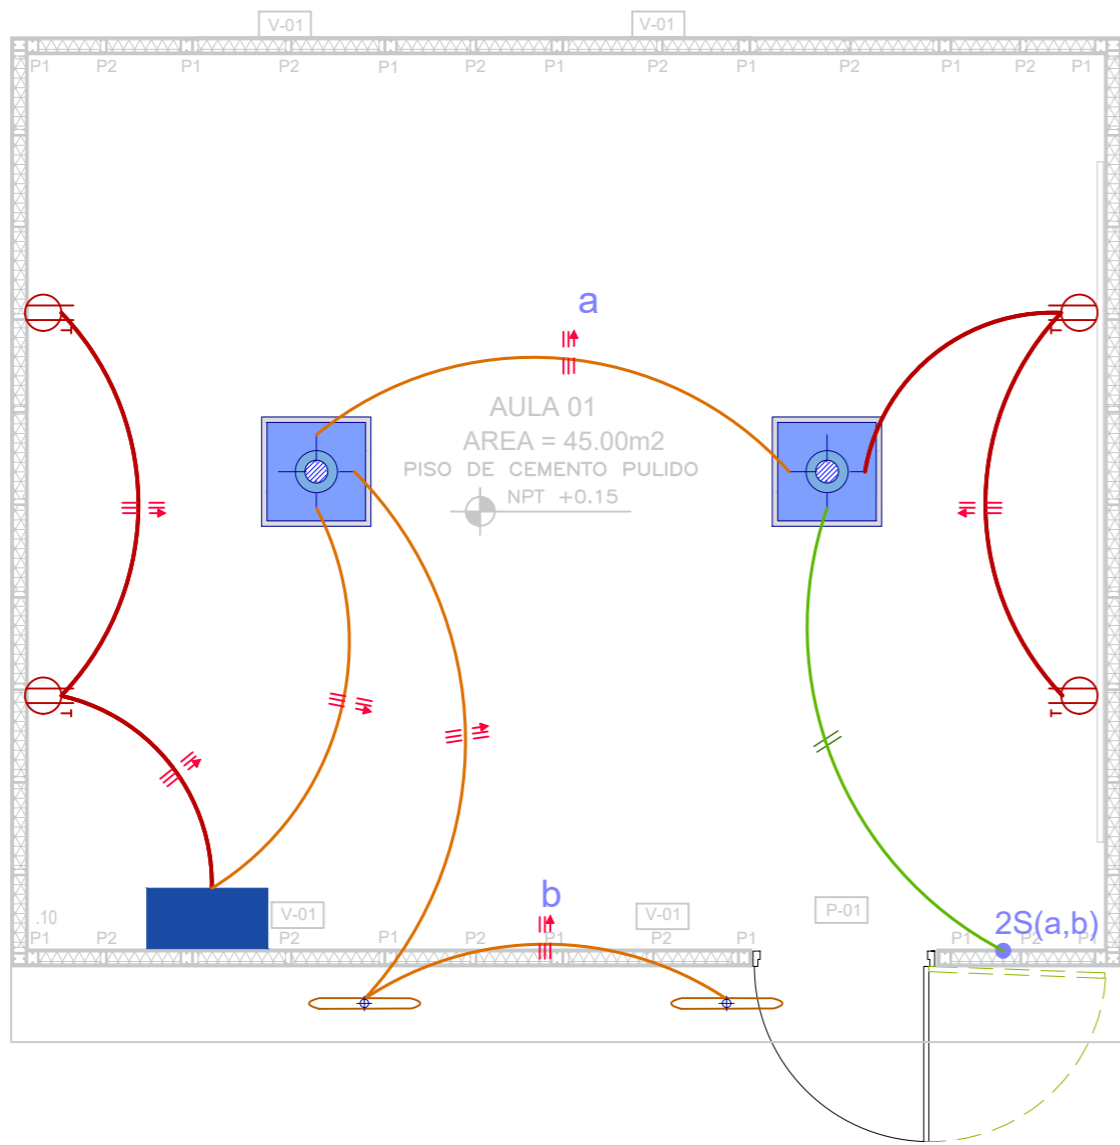 V-01 V-01
P1 P2 P1 P2 P1 P2 P1 P2 P1 P2 P1 P2 P1
a
T T
AULA 01
AREA = 45.00m2
PISO DE CEMENTO PULIDO
NPT +0.15
T T
b
.10 V-01 V-01 P-01 2S(a,b)
P1 P2 P2 P1 P2 P1 P2 P1 P1 P2 P1